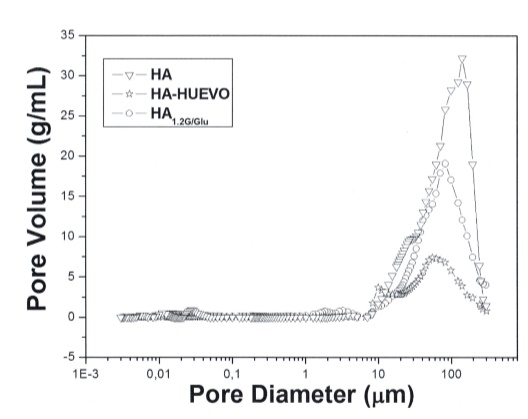 35
30
25
20
15
10
5
0
-5
Pore Volume (g/mL)
HA
HA-HUEVO
HA1.2G/Glu
1E-3 0,01 0,1 1 10 100
Pore Diameter (μm)